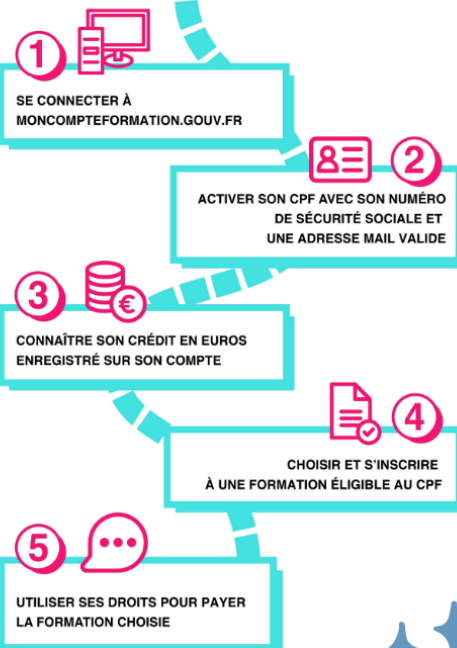 1
SE CONNECTER À
MONCOMPTEFORMATION.GOUV.FR
2
ACTIVER SON CPF AVEC SON NUMÉRO
DE SÉCURITÉ SOCIALE ET
UNE ADRESSE MAIL VALIDE
3
€
CONNAÎTRE SON CRÉDIT EN EUROS
ENREGISTRÉ SUR SON COMPTE
4
CHOISIR ET S'INSCRIRE
À UNE FORMATION ÉLIGIBLE AU CPF
5
UTILISER SES DROITS POUR PAYER
LA FORMATION CHOISIE